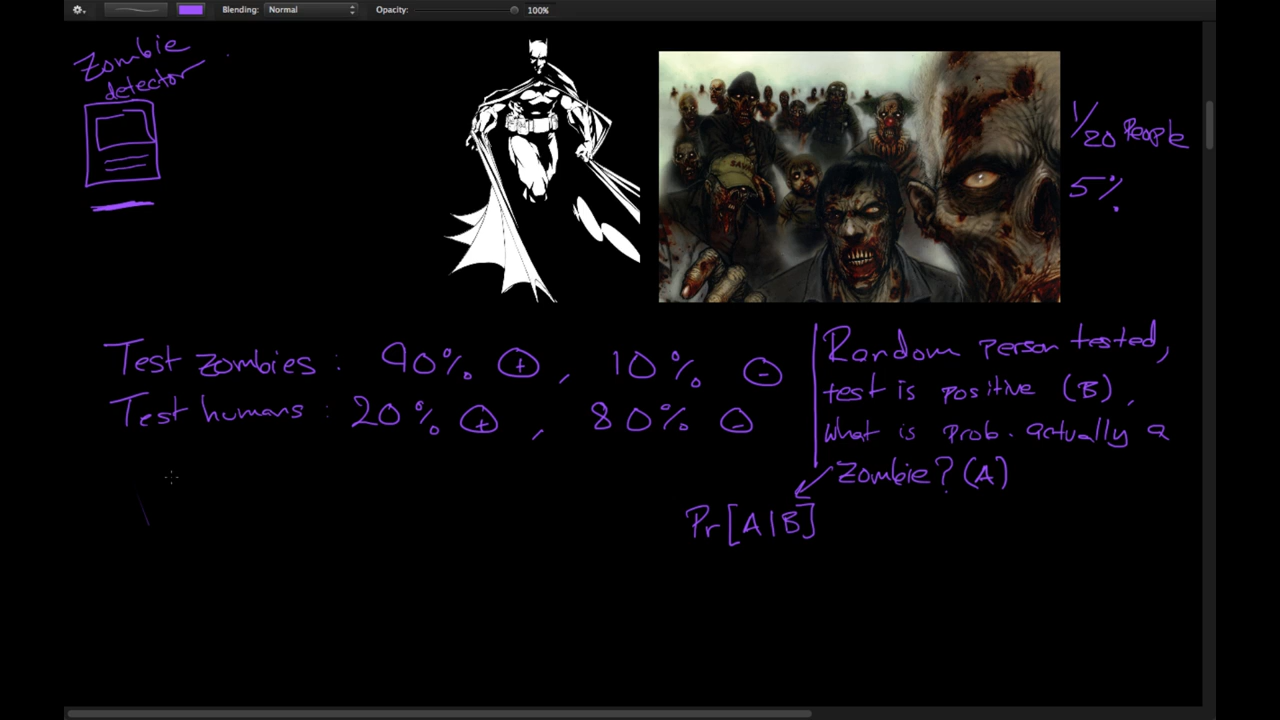 Blending: Normal Opacity: 100%
Zombie
detector
1/20 People
5%
Test zombies : 90% + , 10% -
Test humans : 20% + , 80% -
Random person tested,
test is positive (B),
what is prob. actually a
zombie? (A)
Pr[A|B]